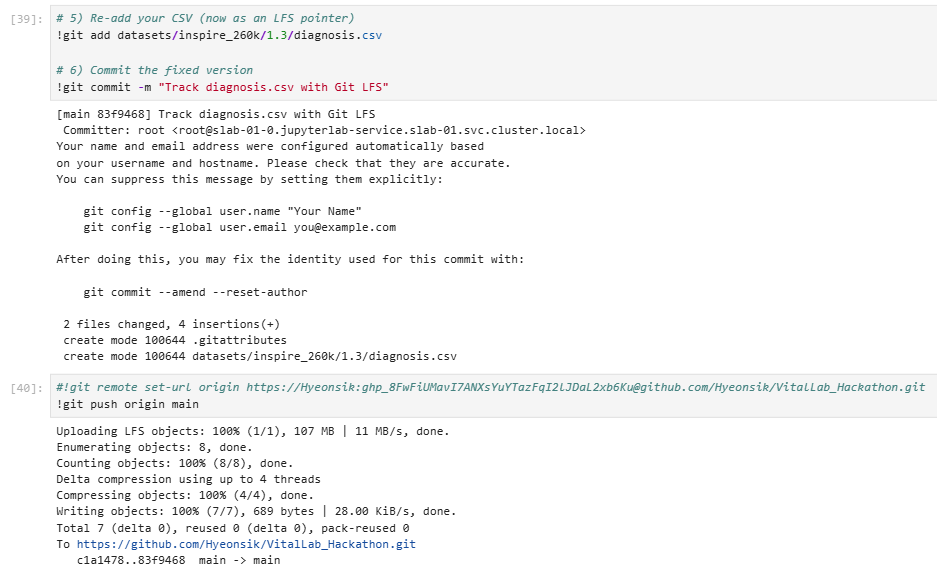 [39]:
# 5) Re-add your CSV (now as an LFS pointer)
!git add datasets/inspire_260k/1.3/diagnosis.csv
# 6) Commit the fixed version
!git commit -m "Track diagnosis.csv with Git LFS"
[main 83f9468] Track diagnosis.csv with Git LFS
Committer: root <root@slab-01-0.jupyterlab-service.slab-01.svc.cluster.local>
Your name and email address were configured automatically based
on your username and hostname. Please check that they are accurate.
You can suppress this message by setting them explicitly:
git config --global user.name "Your Name"
git config --global user.email you@example.com
After doing this, you may fix the identity used for this commit with:
git commit --amend --reset-author
2 files changed, 4 insertions(+)
create mode 100644 .gitattributes
create mode 100644 datasets/inspire_260k/1.3/diagnosis.csv
[40]:
#!git remote set-url origin https://Hyeonsik:@github.com/Hyeonsik/VitalLab_Hackathon.git
!git push origin main
Uploading LFS objects: 100% (1/1), 107 MB | 11 MB/s, done.
Enumerating objects: 8, done.
Counting objects: 100% (8/8), done.
Delta compression using up to 4 threads
Compressing objects: 100% (4/4), done.
Writing objects: 100% (7/7), 689 bytes | 28.00 KiB/s, done.
Total 7 (delta 0), reused 0 (delta 0), pack-reused 0
To https://github.com/Hyeonsik/VitalLab_Hackathon.git
c1a1478..83f9468  main -> main